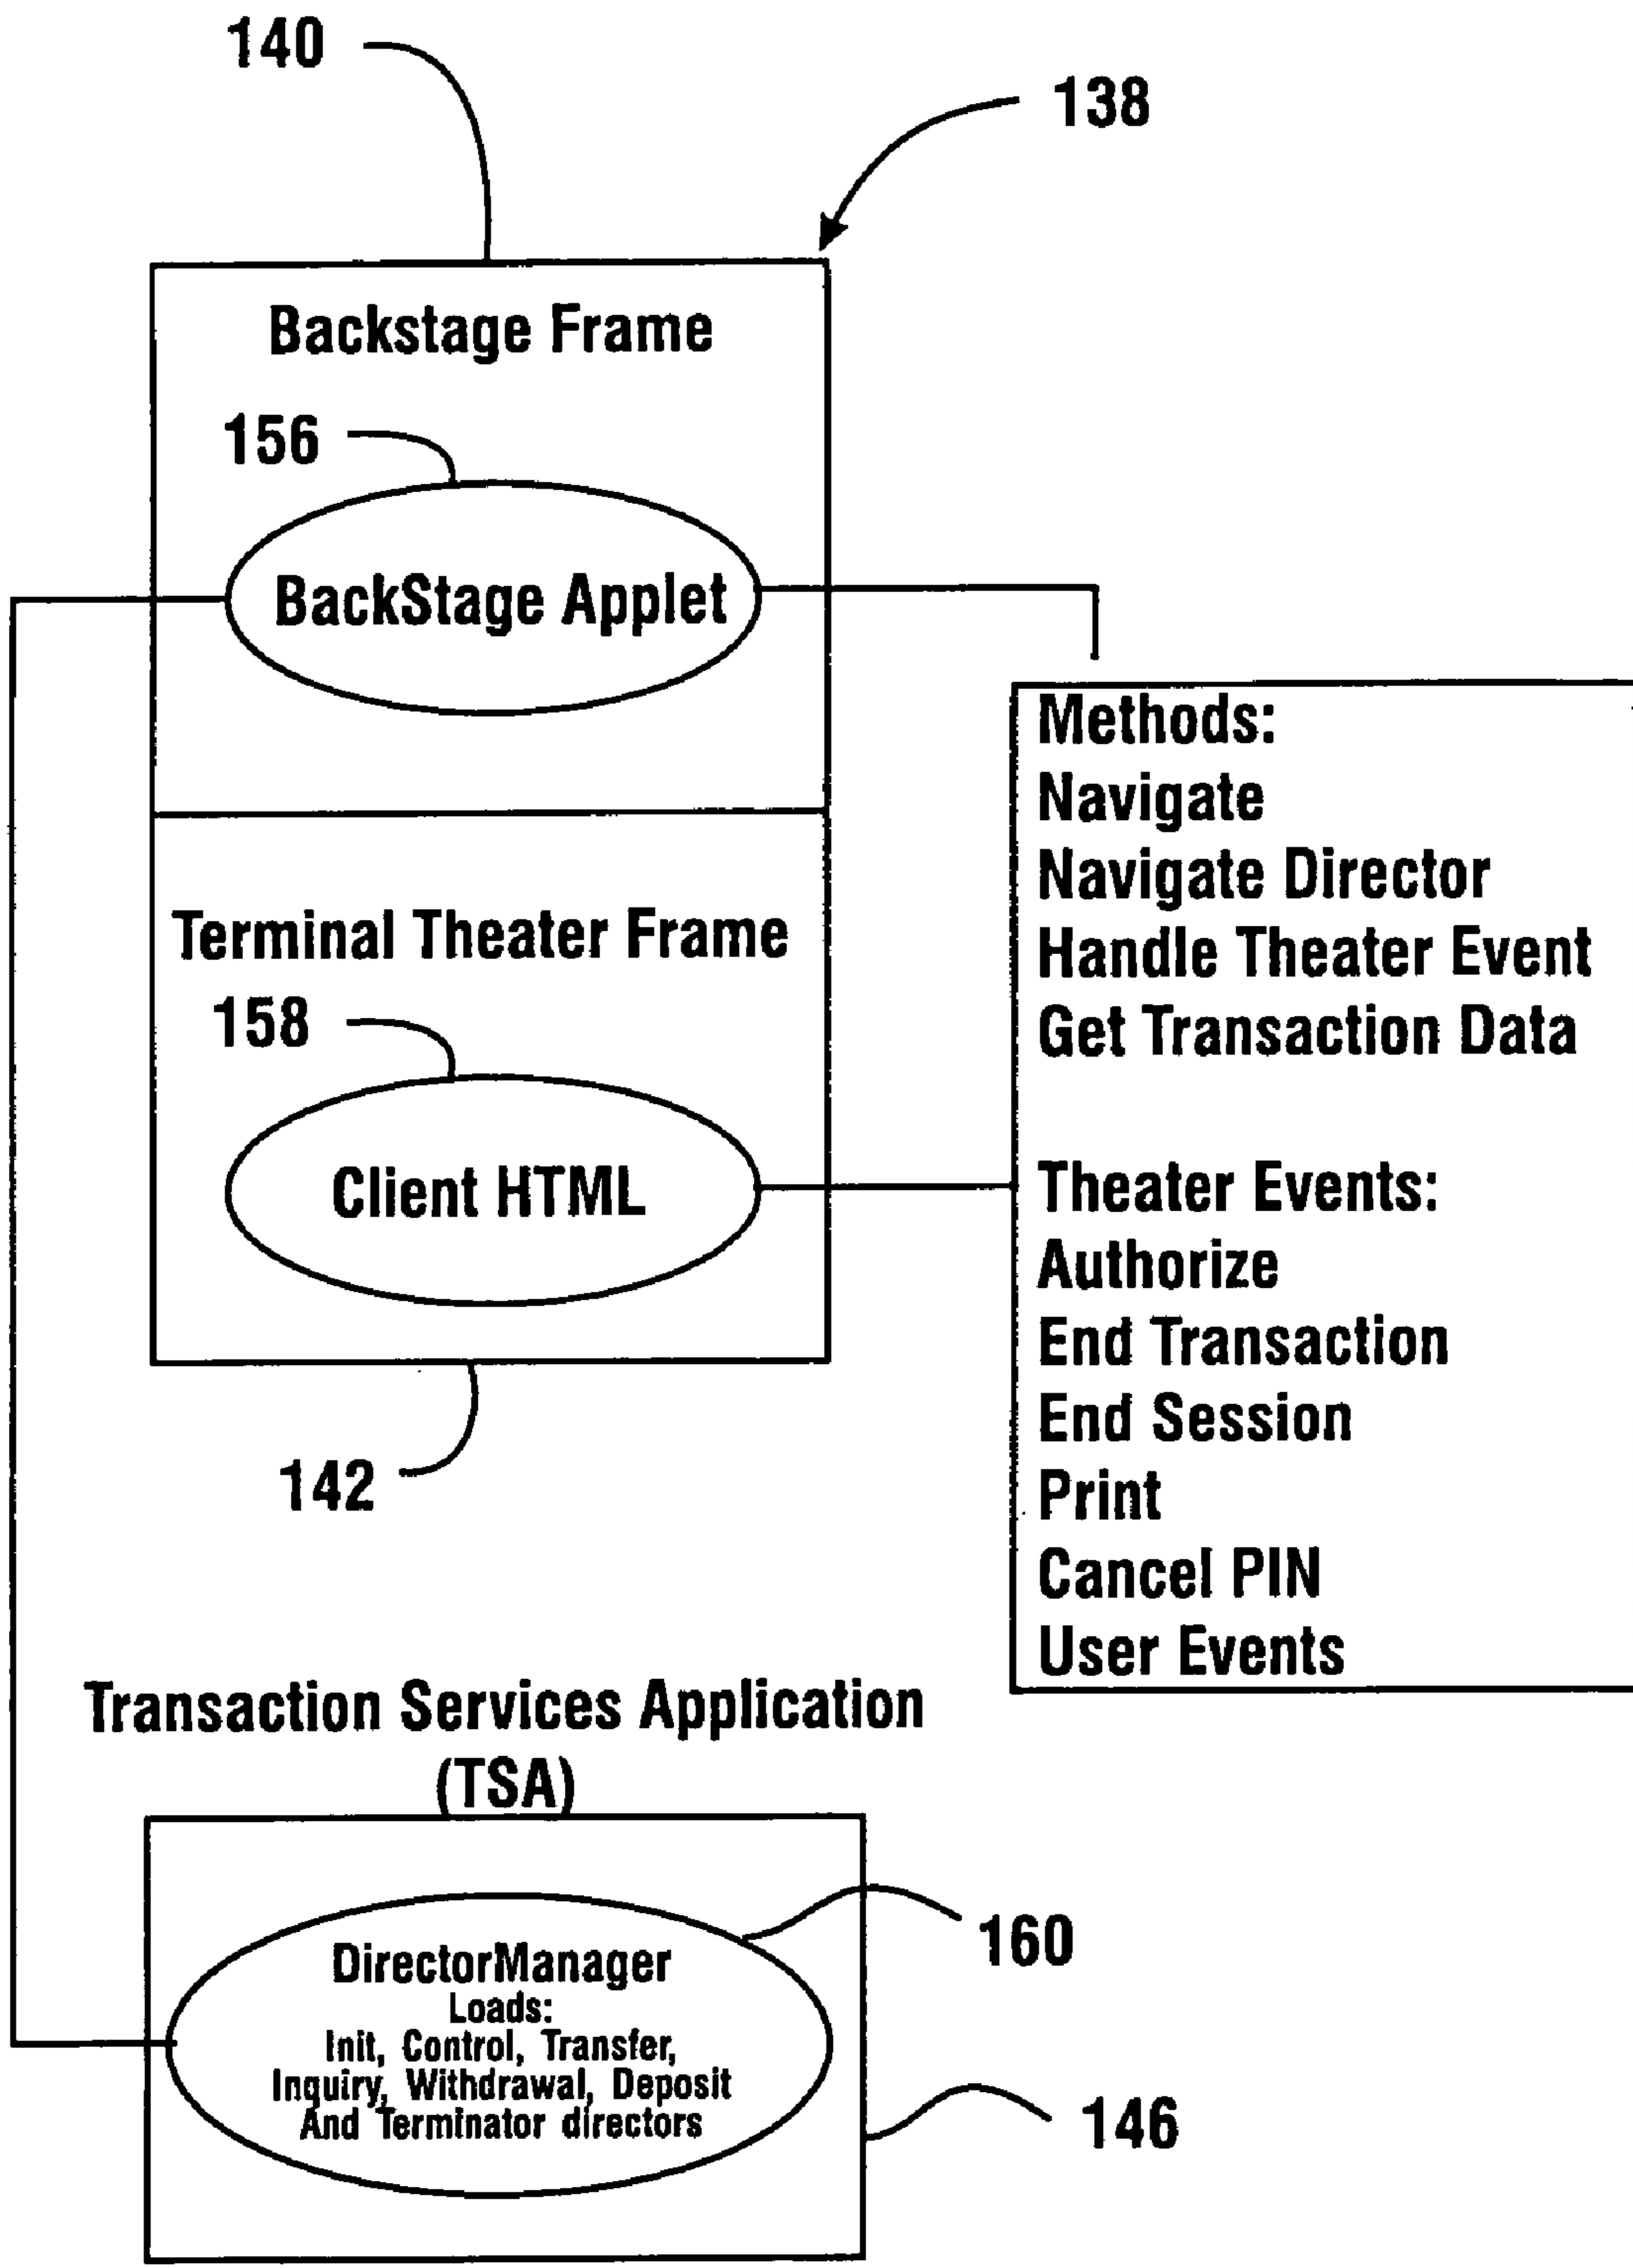 140
138
Backstage Frame
156
BackStage Applet
Terminal Theater Frame
158
Client HTML
142
Methods:
Navigate
Navigate Director
Handle Theater Event
Get Transaction Data
Theater Events:
Authorize
End Transaction
End Session
Print
Cancel PIN
User Events
Transaction Services Application
(TSA)
DirectorManager
Loads:
Init, Control, Transfer,
Inquiry, Withdrawal, Deposit
And Terminator directors
160
146